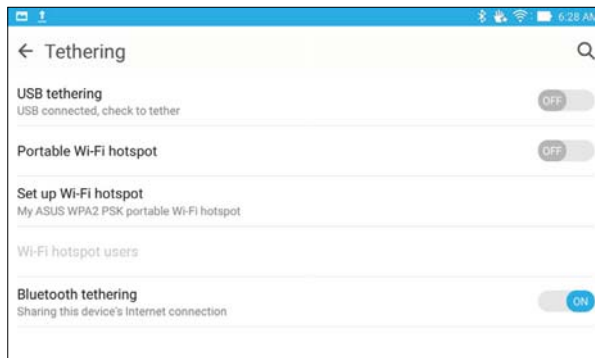 6:28 AM
Tethering
USB tethering
USB connected, check to tether
OFF
Portable Wi-Fi hotspot
OFF
Set up Wi-Fi hotspot
My ASUS WPA2 PSK portable Wi-Fi hotspot
Wi-Fi hotspot users
Bluetooth tethering
Sharing this device's Internet connection
ON